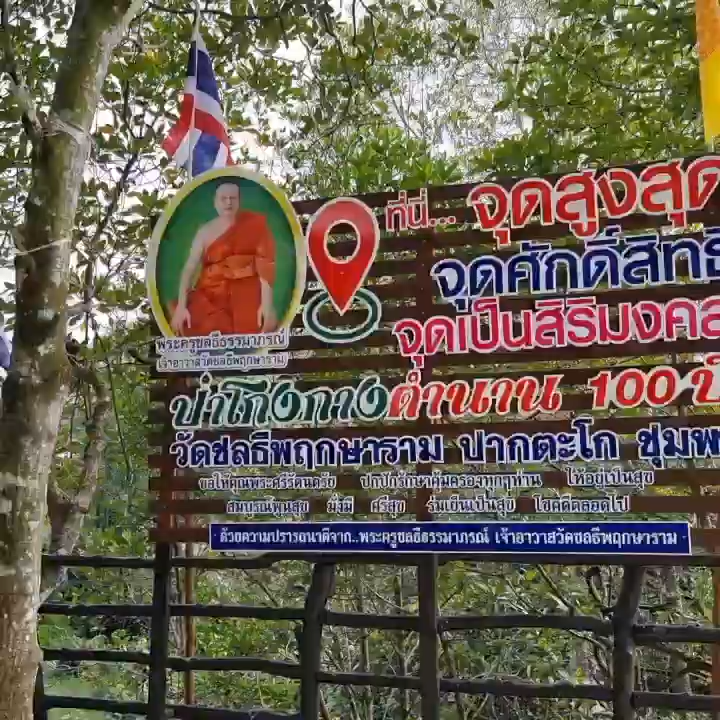 ที่นี่... จุดสูงสุด
จุดศักดิ์สิทธิ
จุดเป็นสิริมงคล
พระครูชลธีธรรมาภรณ์
เจ้าอาวาสวัดชลธีพฤกษาราม
ป่าโกงกางตำนาน 100 ปี
วัดชลธีพฤกษาราม ปากตะโก ชุมพ
ขอให้คุณพระศรีรัตนตรัย ปกปักรักษาคุ้มครองทุกๆท่าน ให้อยู่เป็นสุข
สมบูรณ์พูนสุข มั่งมี ศรีสุข ร่มเย็นเป็นสุข โชคดีตลอดไป
ด้วยความปรารถนาดีจาก..พระครูชลธีธรรมาภรณ์ เจ้าอาวาสวัดชลธีพฤกษาราม